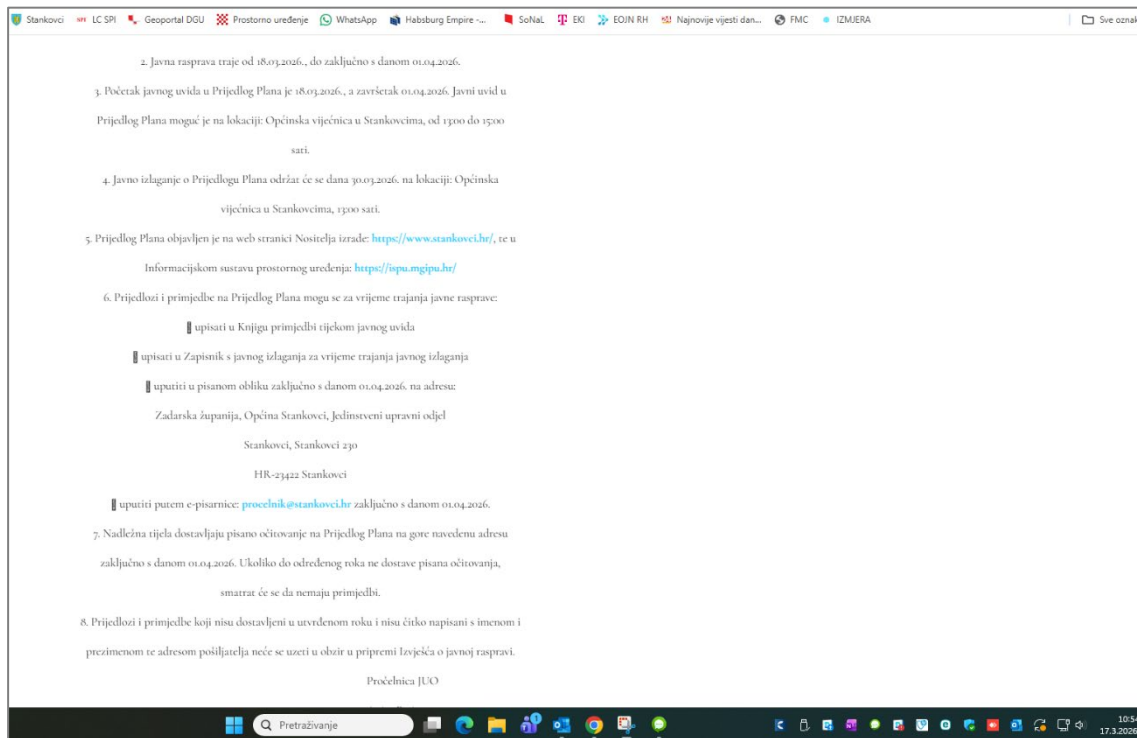 Stankovci LC SPI Geoportal DGU Prostorno uređenje WhatsApp Habsburg Empire -... SoNaL EKI EOJN RH Najnovije vijesti dan... FMC IZMJERA Sve oznak
2. Javna rasprava traje od 18.03.2026., do zaključno s danom 01.04.2026.
3. Početak javnog uvida u Prijedlog Plana je 18.03.2026., a završetak 01.04.2026. Javni uvid u
Prijedlog Plana moguć je na lokaciji: Općinska vijećnica u Stankovcima, od 13:00 do 15:00
sati.
4. Javno izlaganje o Prijedlogu Plana održat će se dana 30.03.2026. na lokaciji: Općinska
vijećnica u Stankovcima, 13:00 sati.
5. Prijedlog Plana objavljen je na web stranici Nositelja izrade: https://www.stankovci.hr/, te u
Informacijskom sustavu prostornog uređenja: https://ispu.mgipu.hr/
6. Prijedlozi i primjedbe na Prijedlog Plana mogu se za vrijeme trajanja javne rasprave:
upisati u Knjigu primjedbi tijekom javnog uvida
upisati u Zapisnik s javnog izlaganja za vrijeme trajanja javnog izlaganja
uputiti u pisanom obliku zaključno s danom 01.04.2026. na adresu:
Zadarska županija, Općina Stankovci, Jedinstveni upravni odjel
Stankovci, Stankovci 230
HR-23422 Stankovci
uputiti putem e-pisarnice: procelnik@stankovci.hr zaključno s danom 01.04.2026.
7. Nadležna tijela dostavljaju pisano očitovanje na Prijedlog Plana na gore navedenu adresu
zaključno s danom 01.04.2026. Ukoliko do određenog roka ne dostave pisana očitovanja,
smatrat će se da nemaju primjedbi.
8. Prijedlozi i primjedbe koji nisu dostavljeni u utvrđenom roku i nisu čitko napisani s imenom i
prezimenom te adresom pošiljatelja neće se uzeti u obzir u pripremi Izvješća o javnoj raspravi.
Pročelnica JUO
Pretraživanje
10:54
17.3.2026